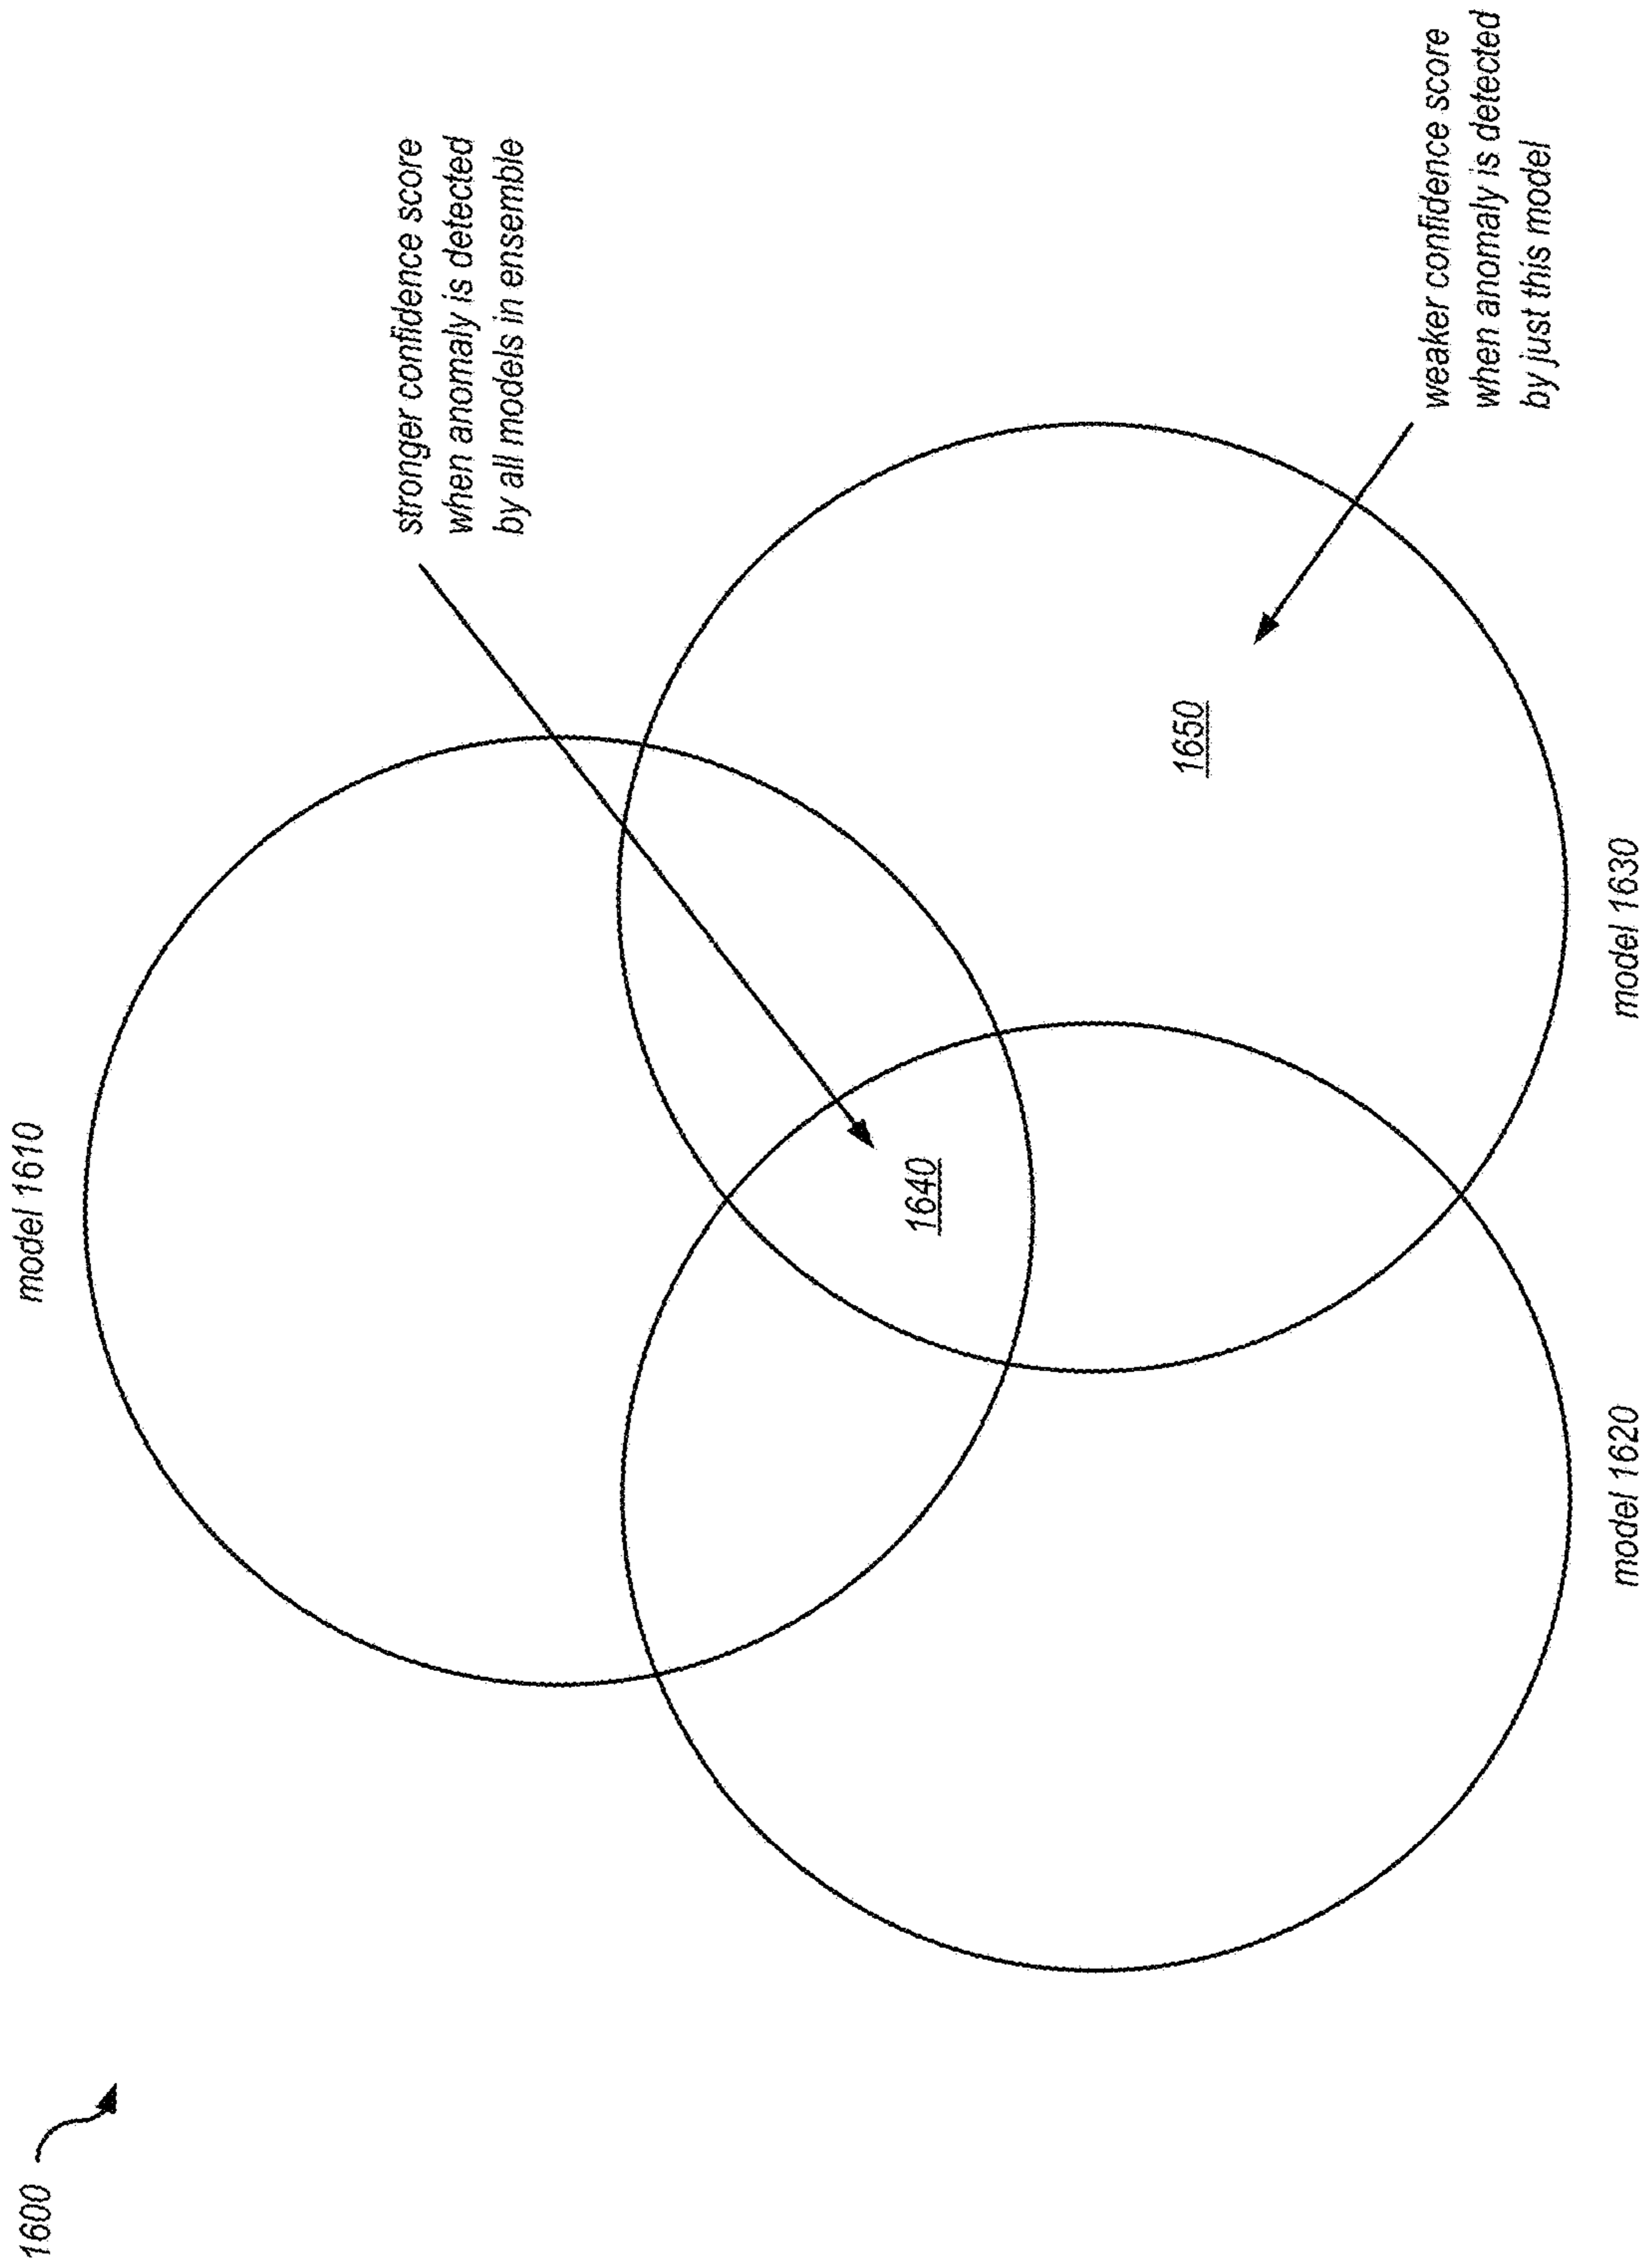 1600
model 1610
stronger confidence score
when anomaly is detected
by all models in ensemble
1640
1650
weaker confidence score
when anomaly is detected
by just this model
model 1620
model 1630